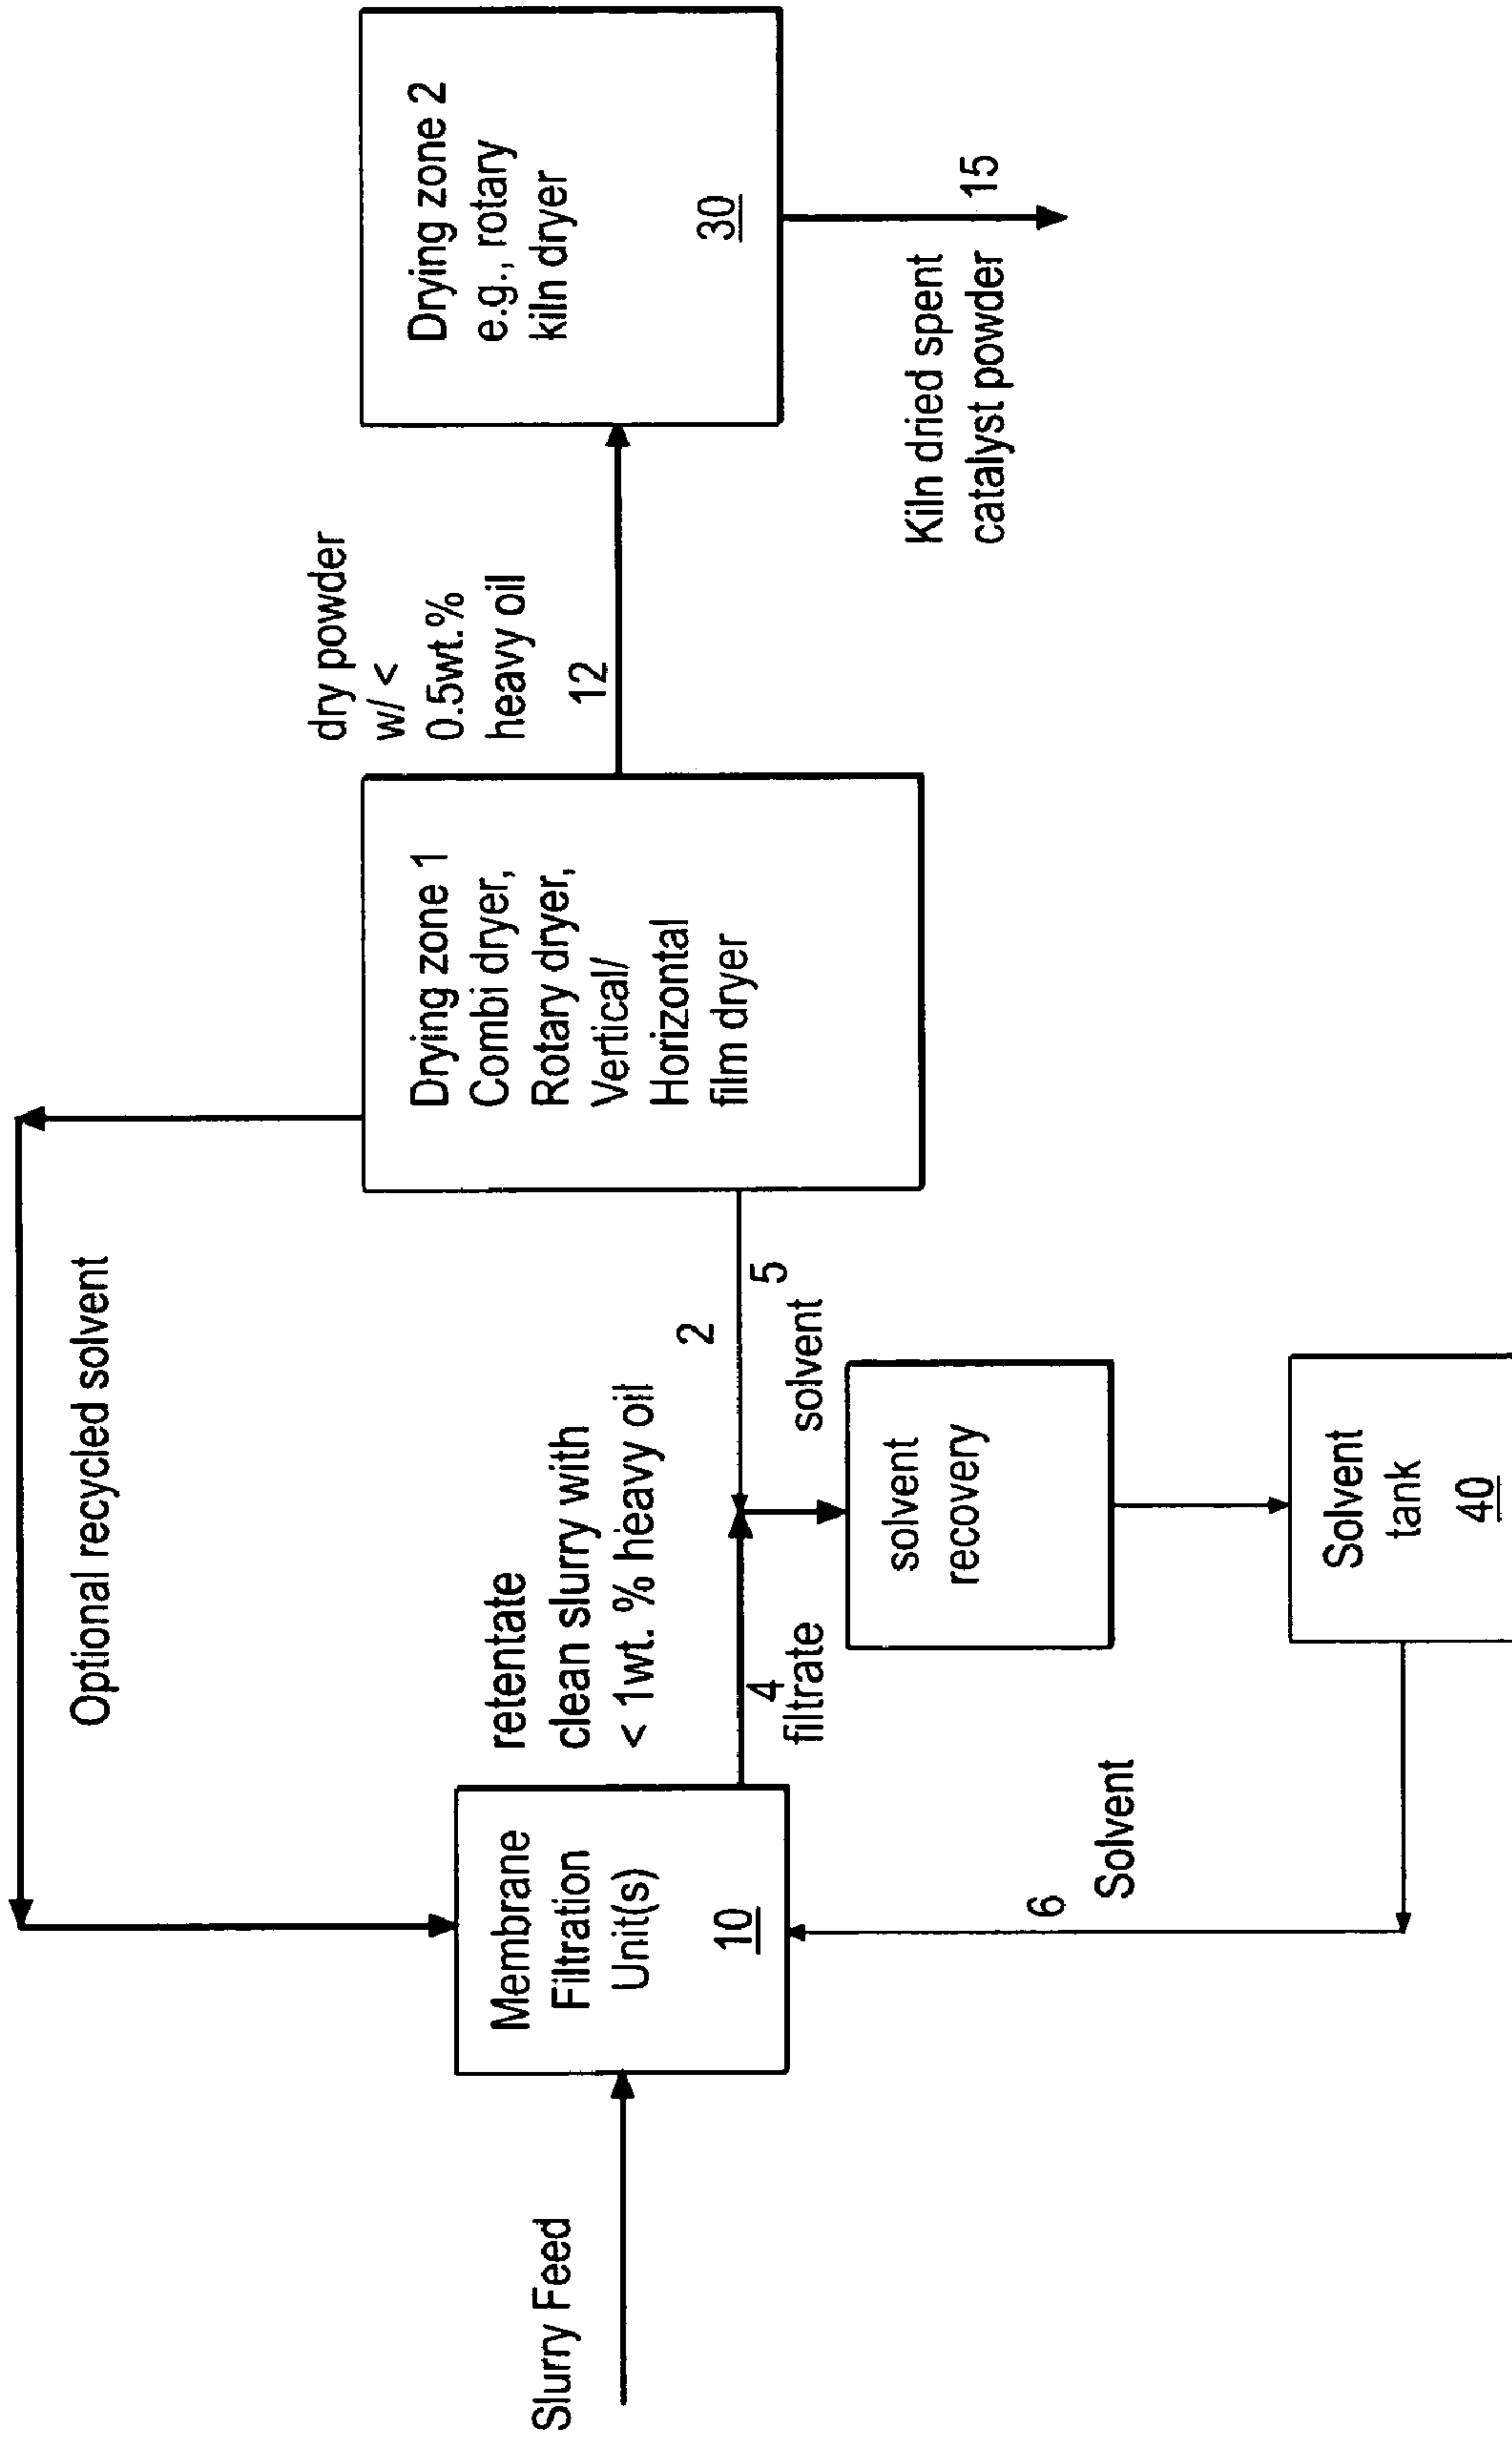 Optional recycled solvent
Slurry Feed
Membrane
Filtration
Unit(s)
10
retentate
clean slurry with
< 1wt. % heavy oil
2
4
filtrate
5
solvent
Drying zone 1
Combi dryer,
Rotary dryer,
Vertical/
Horizontal
film dryer
dry powder
w/ <
0.5wt.%
heavy oil
12
Drying zone 2
e.g., rotary
kiln dryer
30
Kiln dried spent
catalyst powder
15
solvent
recovery
6
Solvent
Solvent
tank
40